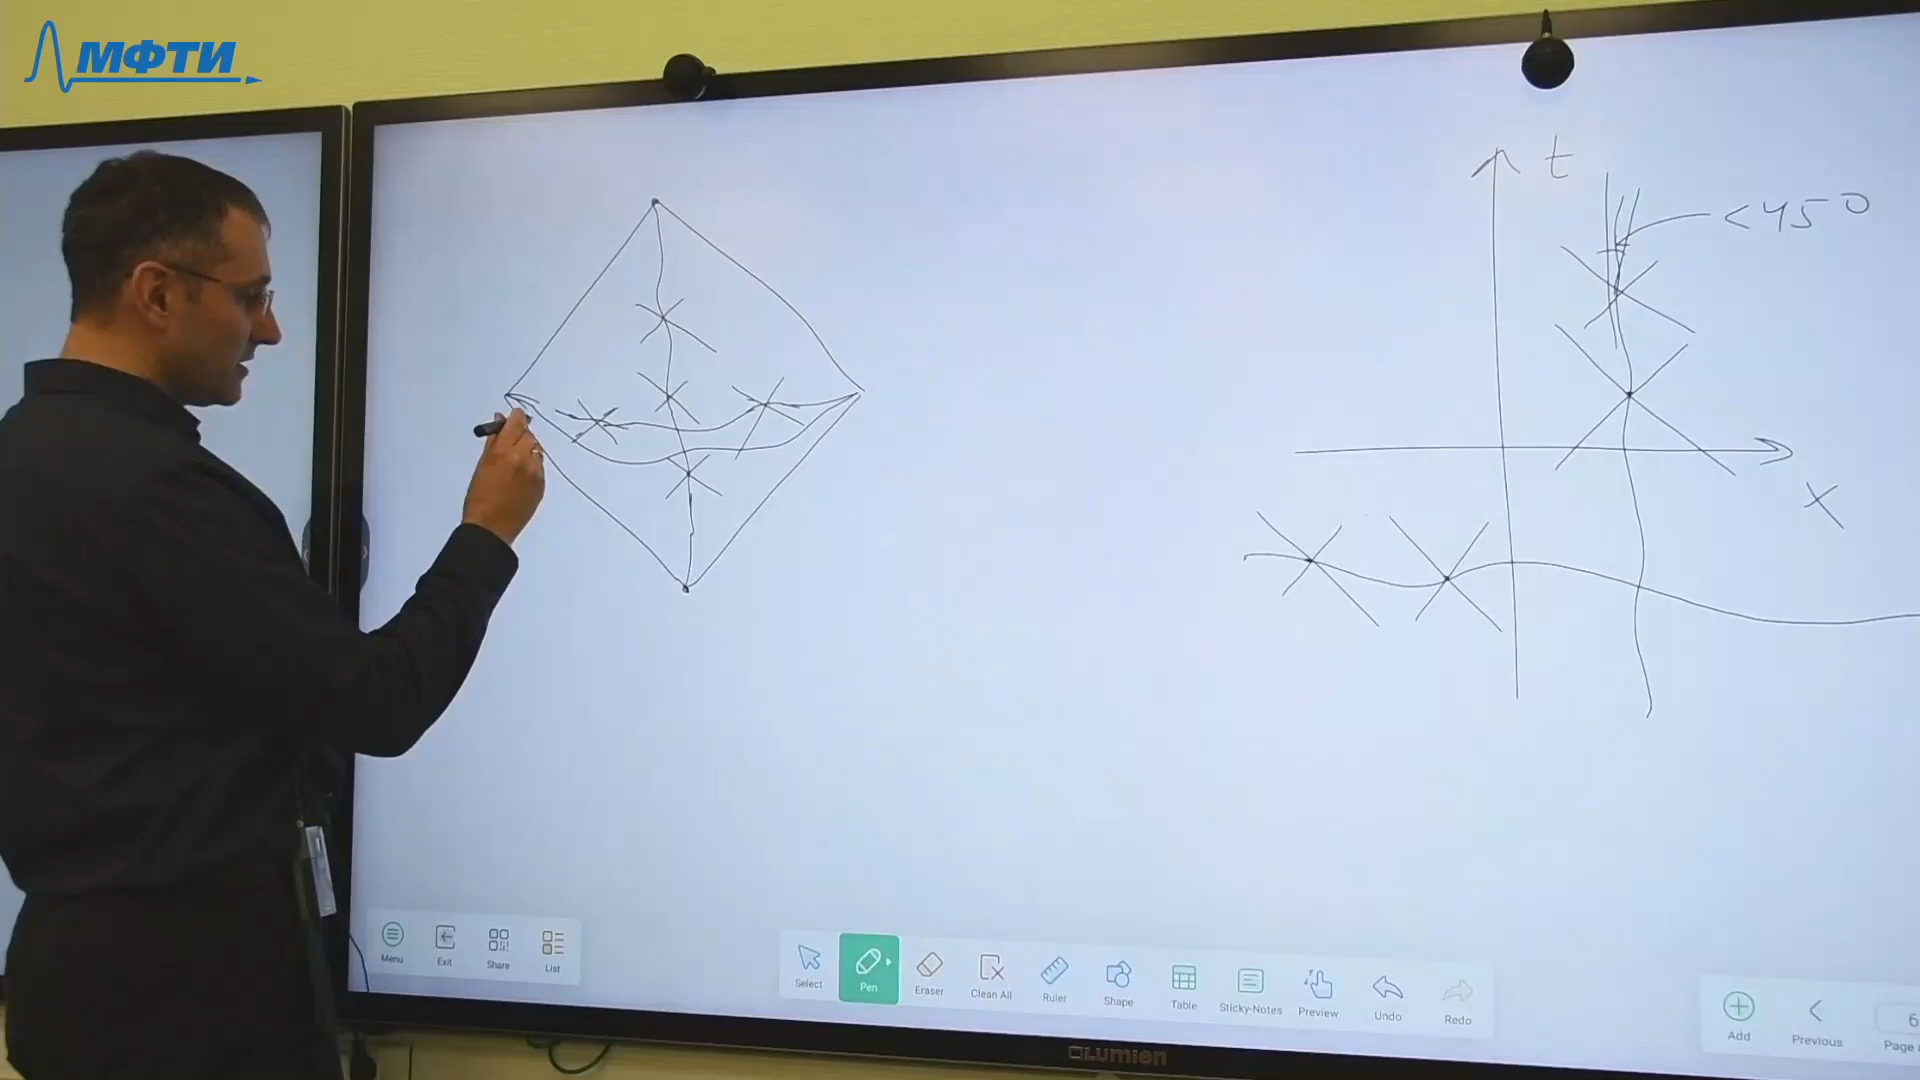 МФТИ
t
<45°
x
Menu
Exit
Share
List
Select
Pen
Eraser
Clean All
Ruler
Shape
Table
Sticky-Notes
Preview
Undo
Redo
Add
Previous
6
Page
Lumien